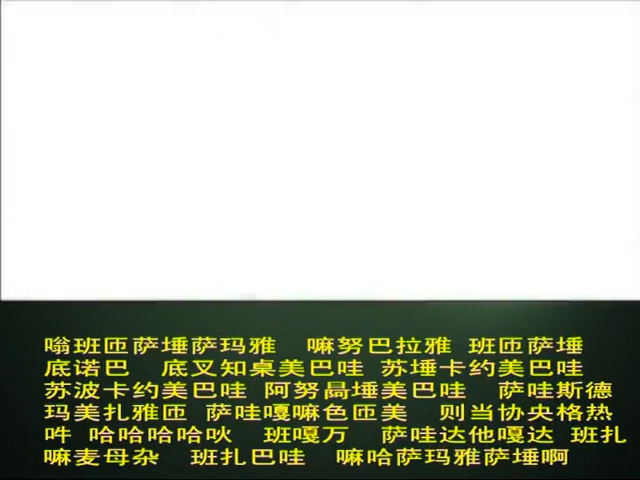 嗡班匝萨埵萨玛雅 嘛努巴拉雅 班匝萨埵
底诺巴 底叉知桌美巴哇 苏埵卡约美巴哇
苏波卡约美巴哇 阿努晶埵美巴哇 萨哇斯德
玛美扎雅匝 萨哇嘎嘛色匝美 则当协央格热
吽 哈哈哈哈吙 班嘎万 萨哇达他嘎达 班扎
嘛麦母杂 班扎巴哇 嘛哈萨玛雅萨埵啊